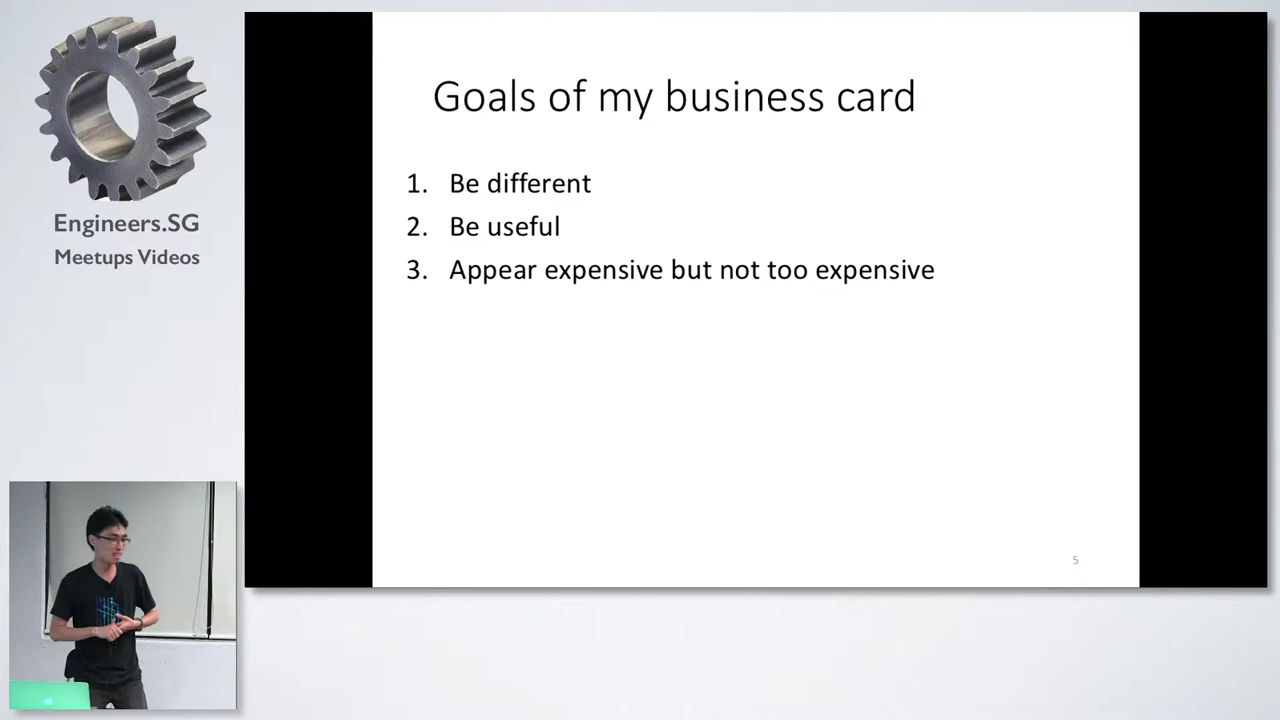 Engineers.SG
Meetups Videos
Goals of my business card
1. Be different
2. Be useful
3. Appear expensive but not too expensive
5